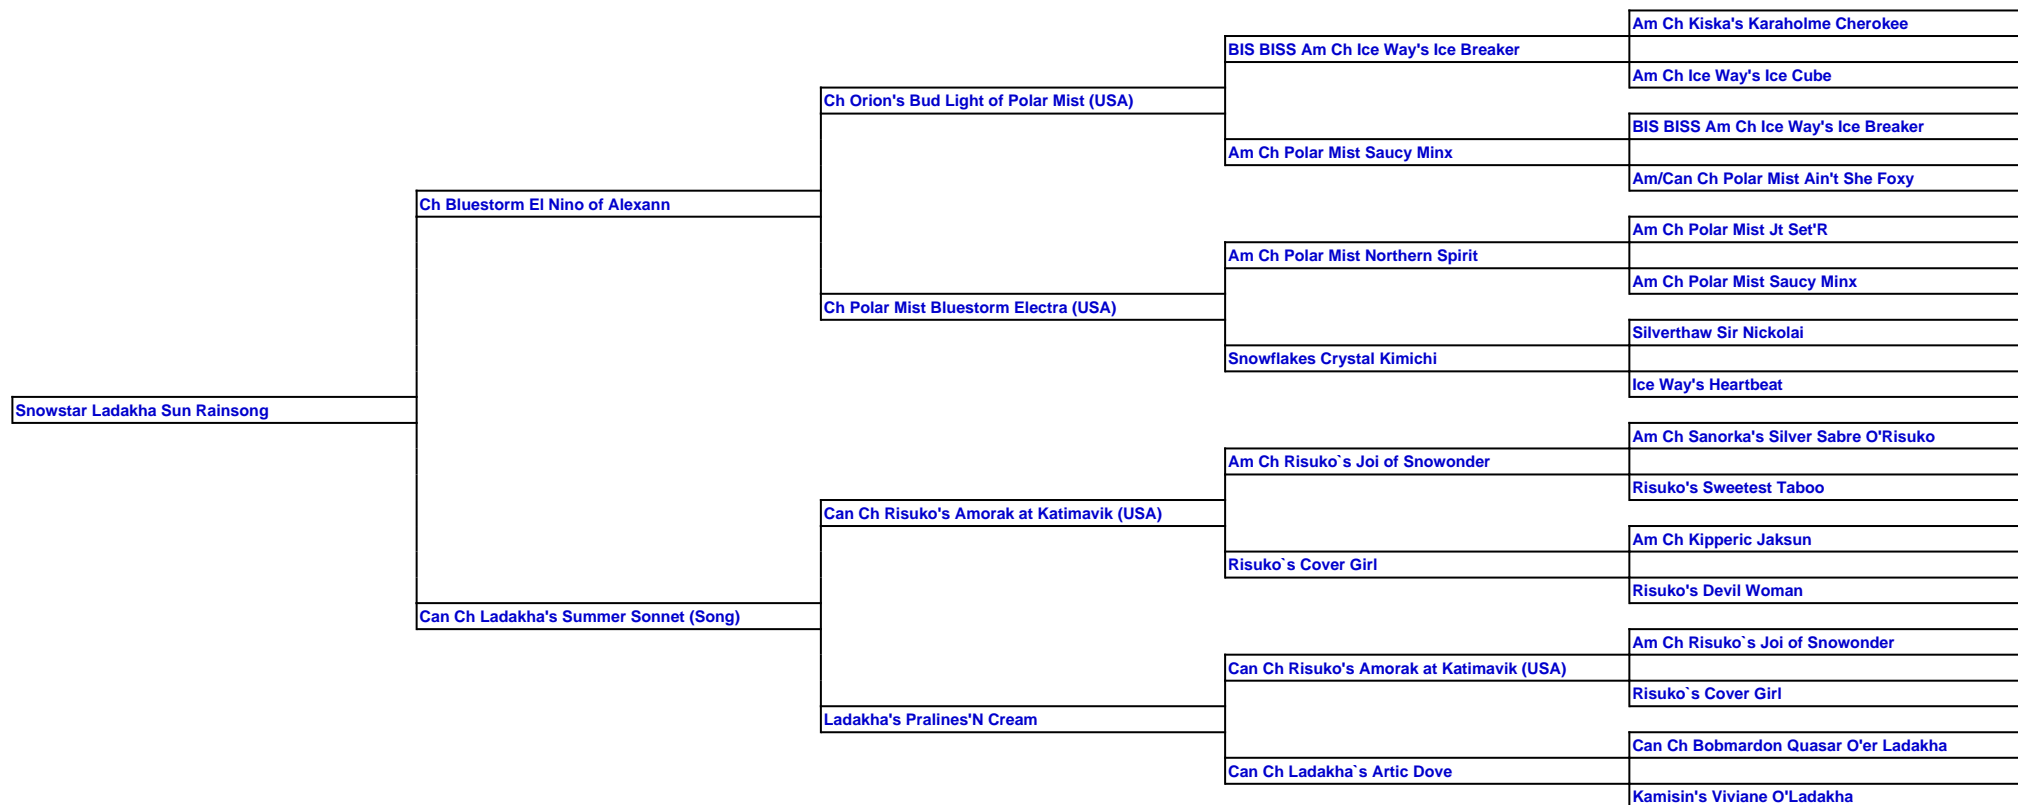 Am Ch Kiska's Karaholme Cherokee
BIS BISS Am Ch Ice Way's Ice Breaker
Am Ch Ice Way's Ice Cube
Ch Orion's Bud Light of Polar Mist (USA)
BIS BISS Am Ch Ice Way's Ice Breaker
Am Ch Polar Mist Saucy Minx
Am/Can Ch Polar Mist Ain't She Foxy
Ch Bluestorm El Nino of Alexann
Am Ch Polar Mist Jt Set'R
Am Ch Polar Mist Northern Spirit
Am Ch Polar Mist Saucy Minx
Ch Polar Mist Bluestorm Electra (USA)
Silverthaw Sir Nickolai
Snowflakes Crystal Kimichi
Ice Way's Heartbeat
Snowstar Ladakha Sun Rainsong
Am Ch Sanorka's Silver Sabre O'Risuko
Am Ch Risuko`s Joi of Snowonder
Risuko's Sweetest Taboo
Can Ch Risuko's Amorak at Katimavik (USA)
Am Ch Kipperic Jaksun
Risuko`s Cover Girl
Risuko's Devil Woman
Can Ch Ladakha's Summer Sonnet (Song)
Am Ch Risuko`s Joi of Snowonder
Can Ch Risuko's Amorak at Katimavik (USA)
Risuko`s Cover Girl
Ladakha's Pralines'N Cream
Can Ch Bobmardon Quasar O'er Ladakha
Can Ch Ladakha`s Artic Dove
Kamisin's Viviane O'Ladakha